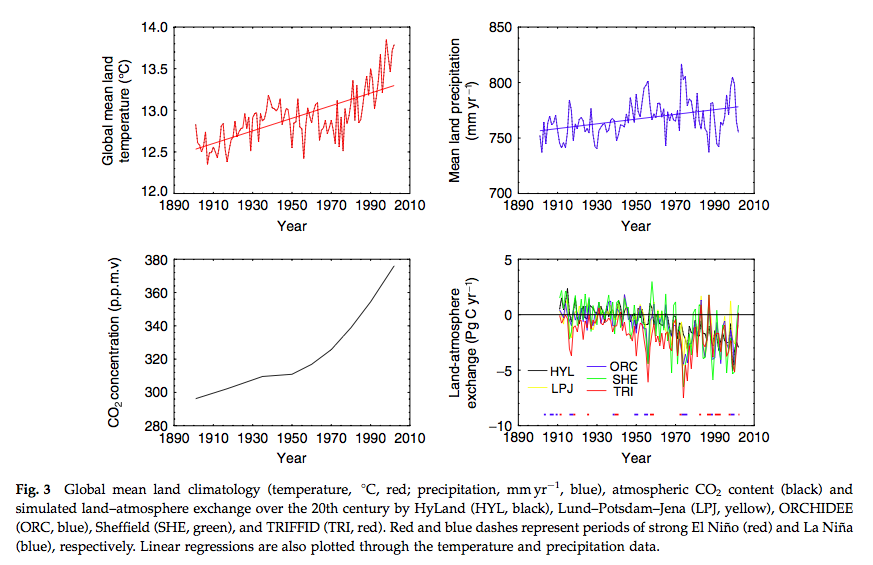 Global mean land
temperature (°C)
14.0
13.5
13.0
12.5
12.0
1890 1910 1930 1950 1970 1990 2010
Year
Mean land precipitation
(mm yr⁻¹)
850
800
750
700
1890 1910 1930 1950 1970 1990 2010
Year
CO₂ concentration (p.p.m.v)
380
360
340
320
300
280
1890 1910 1930 1950 1970 1990 2010
Year
Land-atmosphere
exchange (Pg C yr⁻¹)
5
0
−5
−10
HYL
LPJ
ORC
SHE
TRI
1890 1910 1930 1950 1970 1990 2010
Year
Fig. 3 Global mean land climatology (temperature, °C, red; precipitation, mm yr⁻¹, blue), atmospheric CO₂ content (black) and
simulated land–atmosphere exchange over the 20th century by HyLand (HYL, black), Lund–Potsdam–Jena (LPJ, yellow), ORCHIDEE
(ORC, blue), Sheffield (SHE, green), and TRIFFID (TRI, red). Red and blue dashes represent periods of strong El Niño (red) and La Niña
(blue), respectively. Linear regressions are also plotted through the temperature and precipitation data.